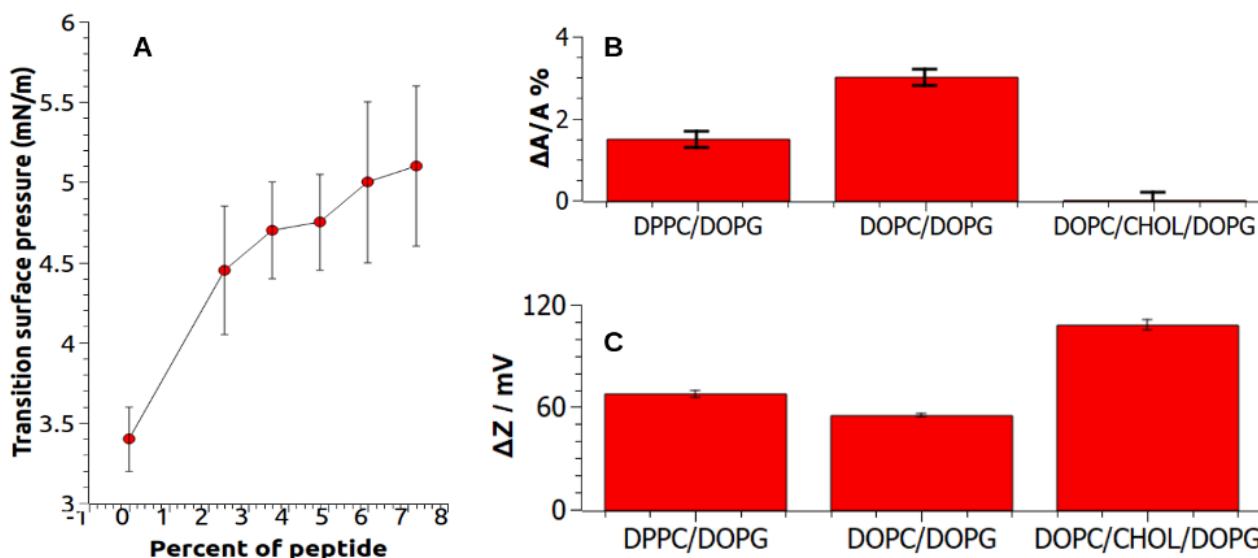 A
Transition surface pressure (mN/m)
6
5.5
5
4.5
4
3.5
3
-1 0 1 2 3 4 5 6 7 8
Percent of peptide
B
ΔA/A %
4
2
0
DPPC/DOPG DOPC/DOPG DOPC/CHOL/DOPG
C
ΔZ / mV
120
60
0
DPPC/DOPG DOPC/DOPG DOPC/CHOL/DOPG